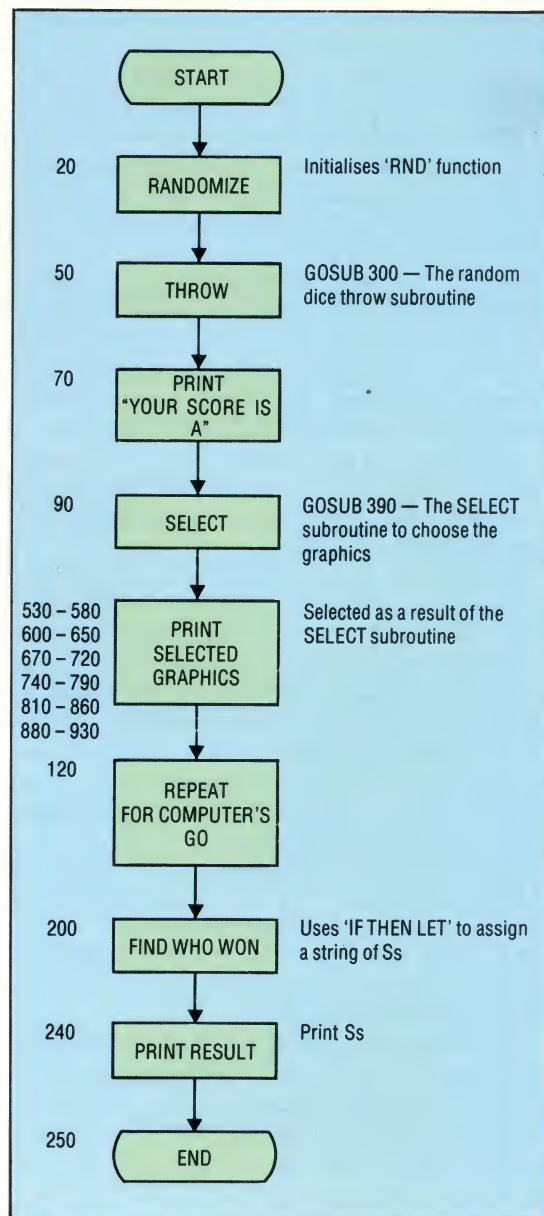 START
20
RANDOMIZE
Initialises 'RND' function
50
THROW
GOSUB 300 — The random
dice throw subroutine
70
PRINT
"YOUR SCORE IS
A"
90
SELECT
GOSUB 390 — The SELECT
subroutine to choose the
graphics
530 – 580
600 – 650
670 – 720
740 – 790
810 – 860
880 – 930
PRINT
SELECTED
GRAPHICS
Selected as a result of the
SELECT subroutine
120
REPEAT
FOR COMPUTER'S
GO
200
FIND WHO WON
Uses 'IF THEN LET' to assign
a string of Ss
240
PRINT RESULT
Print Ss
250
END